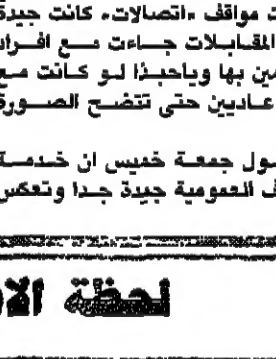 مواقف «اتصالات» كانت جيدة
المقابلات جاءت مع افراد
مين بها وياحبذا لو كانت مع
عاديين حتى تتضح الصورة
ول جمعة خميس ان خدمة
ف العمومية جيدة جدا وتعكس
لحظة الا